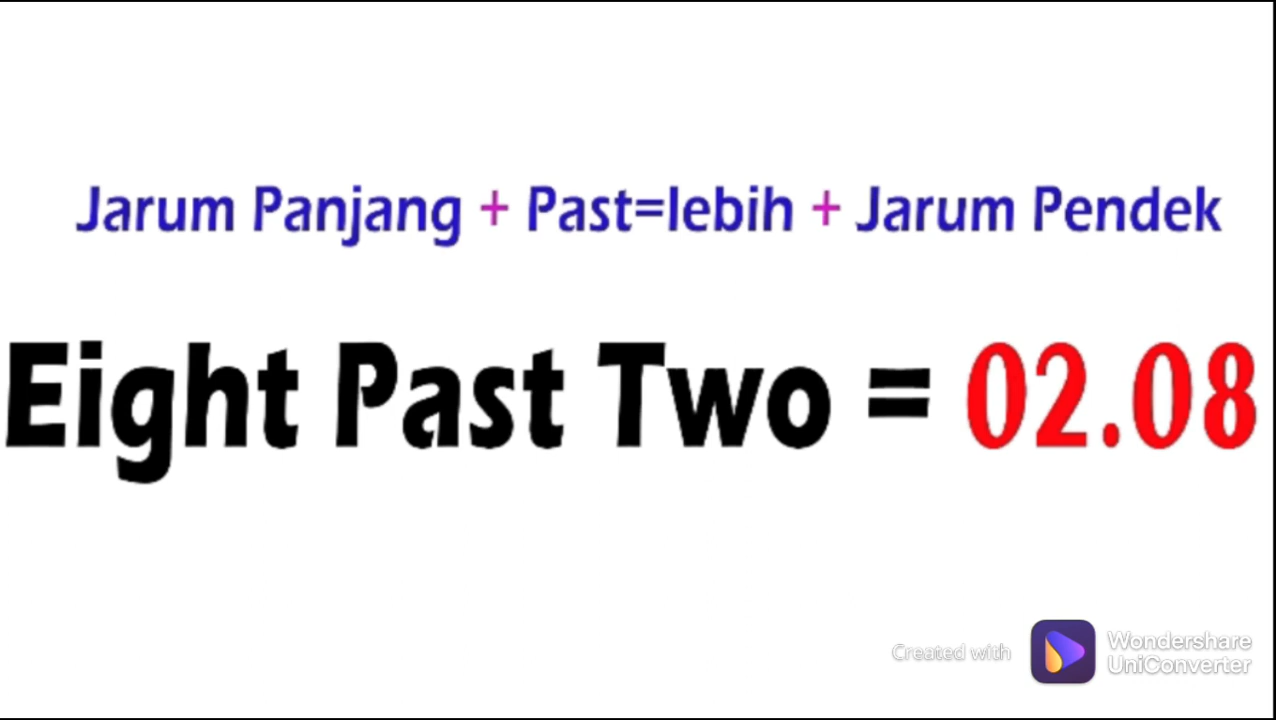 Jarum Panjang + Past=lebih + Jarum Pendek
Eight Past Two = 02.08
Created with Wondershare
UniConverter